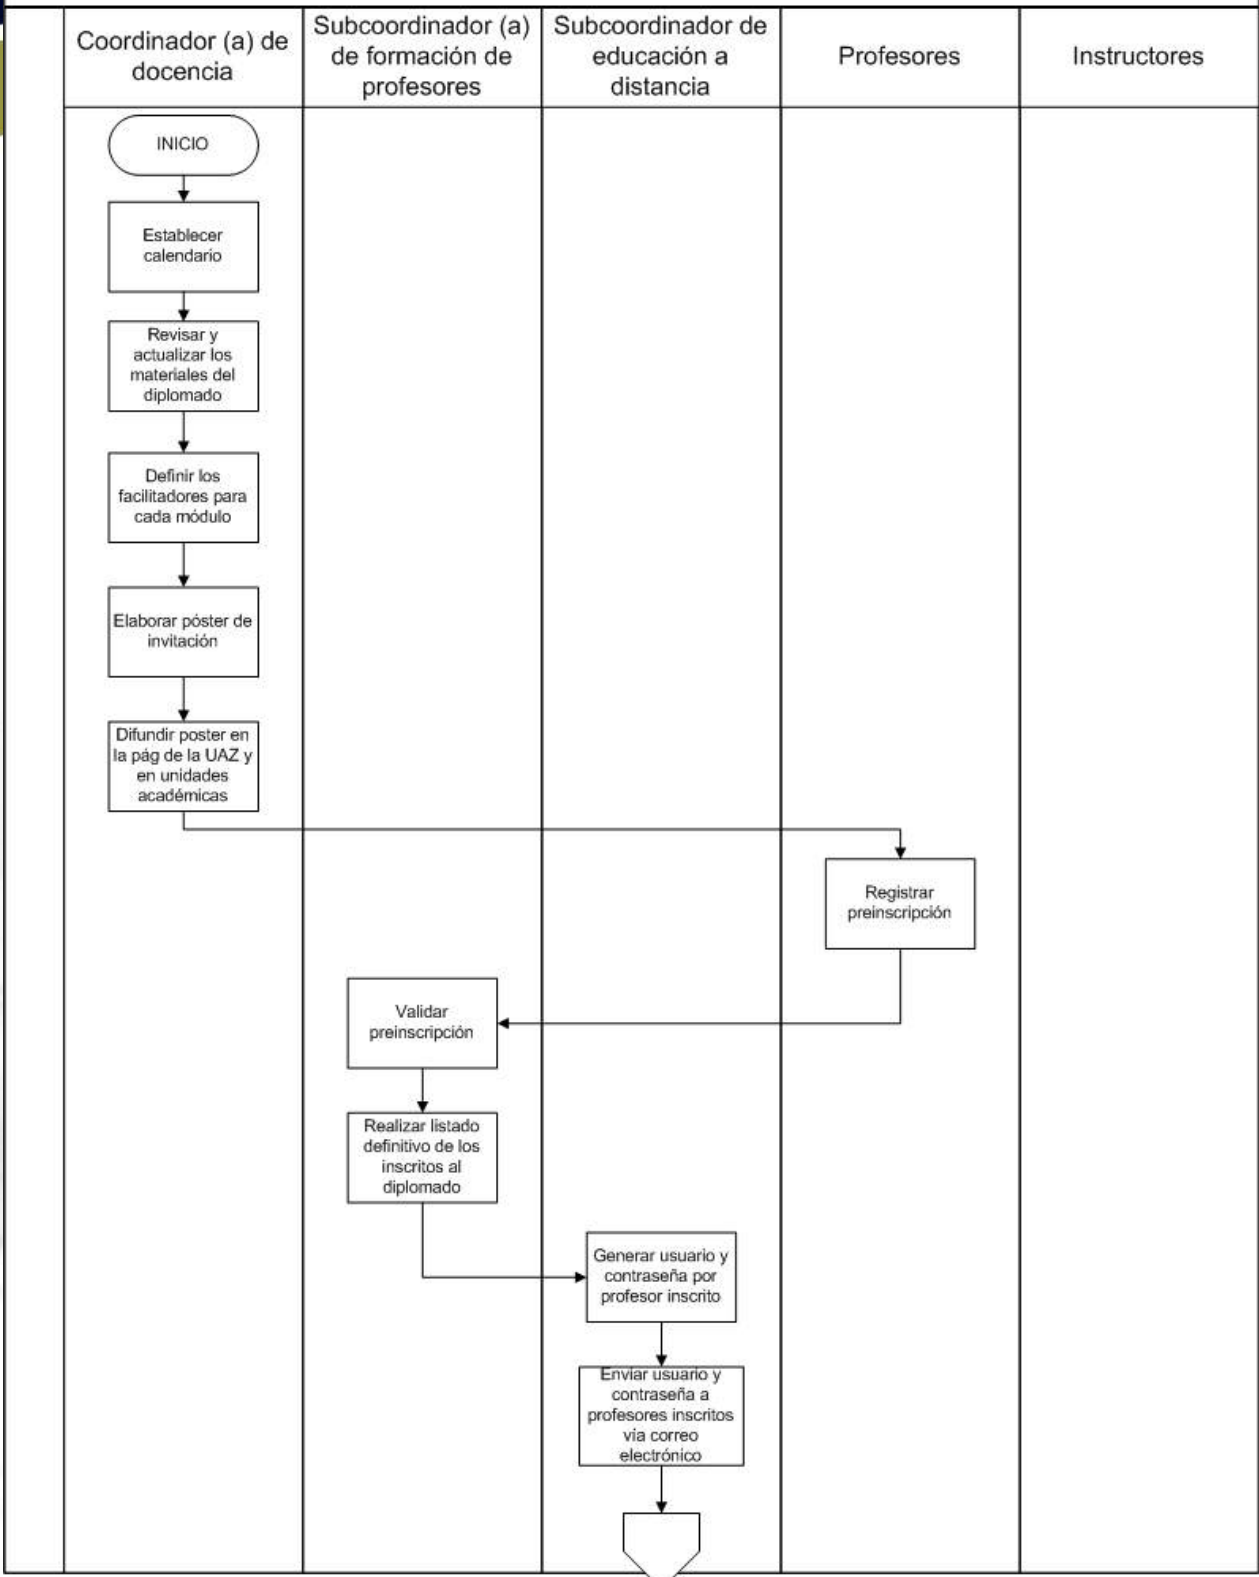 Coordinador (a) de
docencia
Subcoordinador (a)
de formación de
profesores
Subcoordinador de
educación a
distancia
Profesores
Instructores
INICIO
Establecer
calendario
Revisar y
actualizar los
materiales del
diplomado
Definir los
facilitadores para
cada módulo
Elaborar póster de
invitación
Difundir poster en
la pág de la UAZ y
en unidades
académicas
Registrar
preinscripción
Validar
preinscripción
Realizar listado
definitivo de los
inscritos al
diplomado
Generar usuario y
contraseña por
profesor inscrito
Enviar usuario y
contraseña a
profesores inscritos
vía correo
electrónico